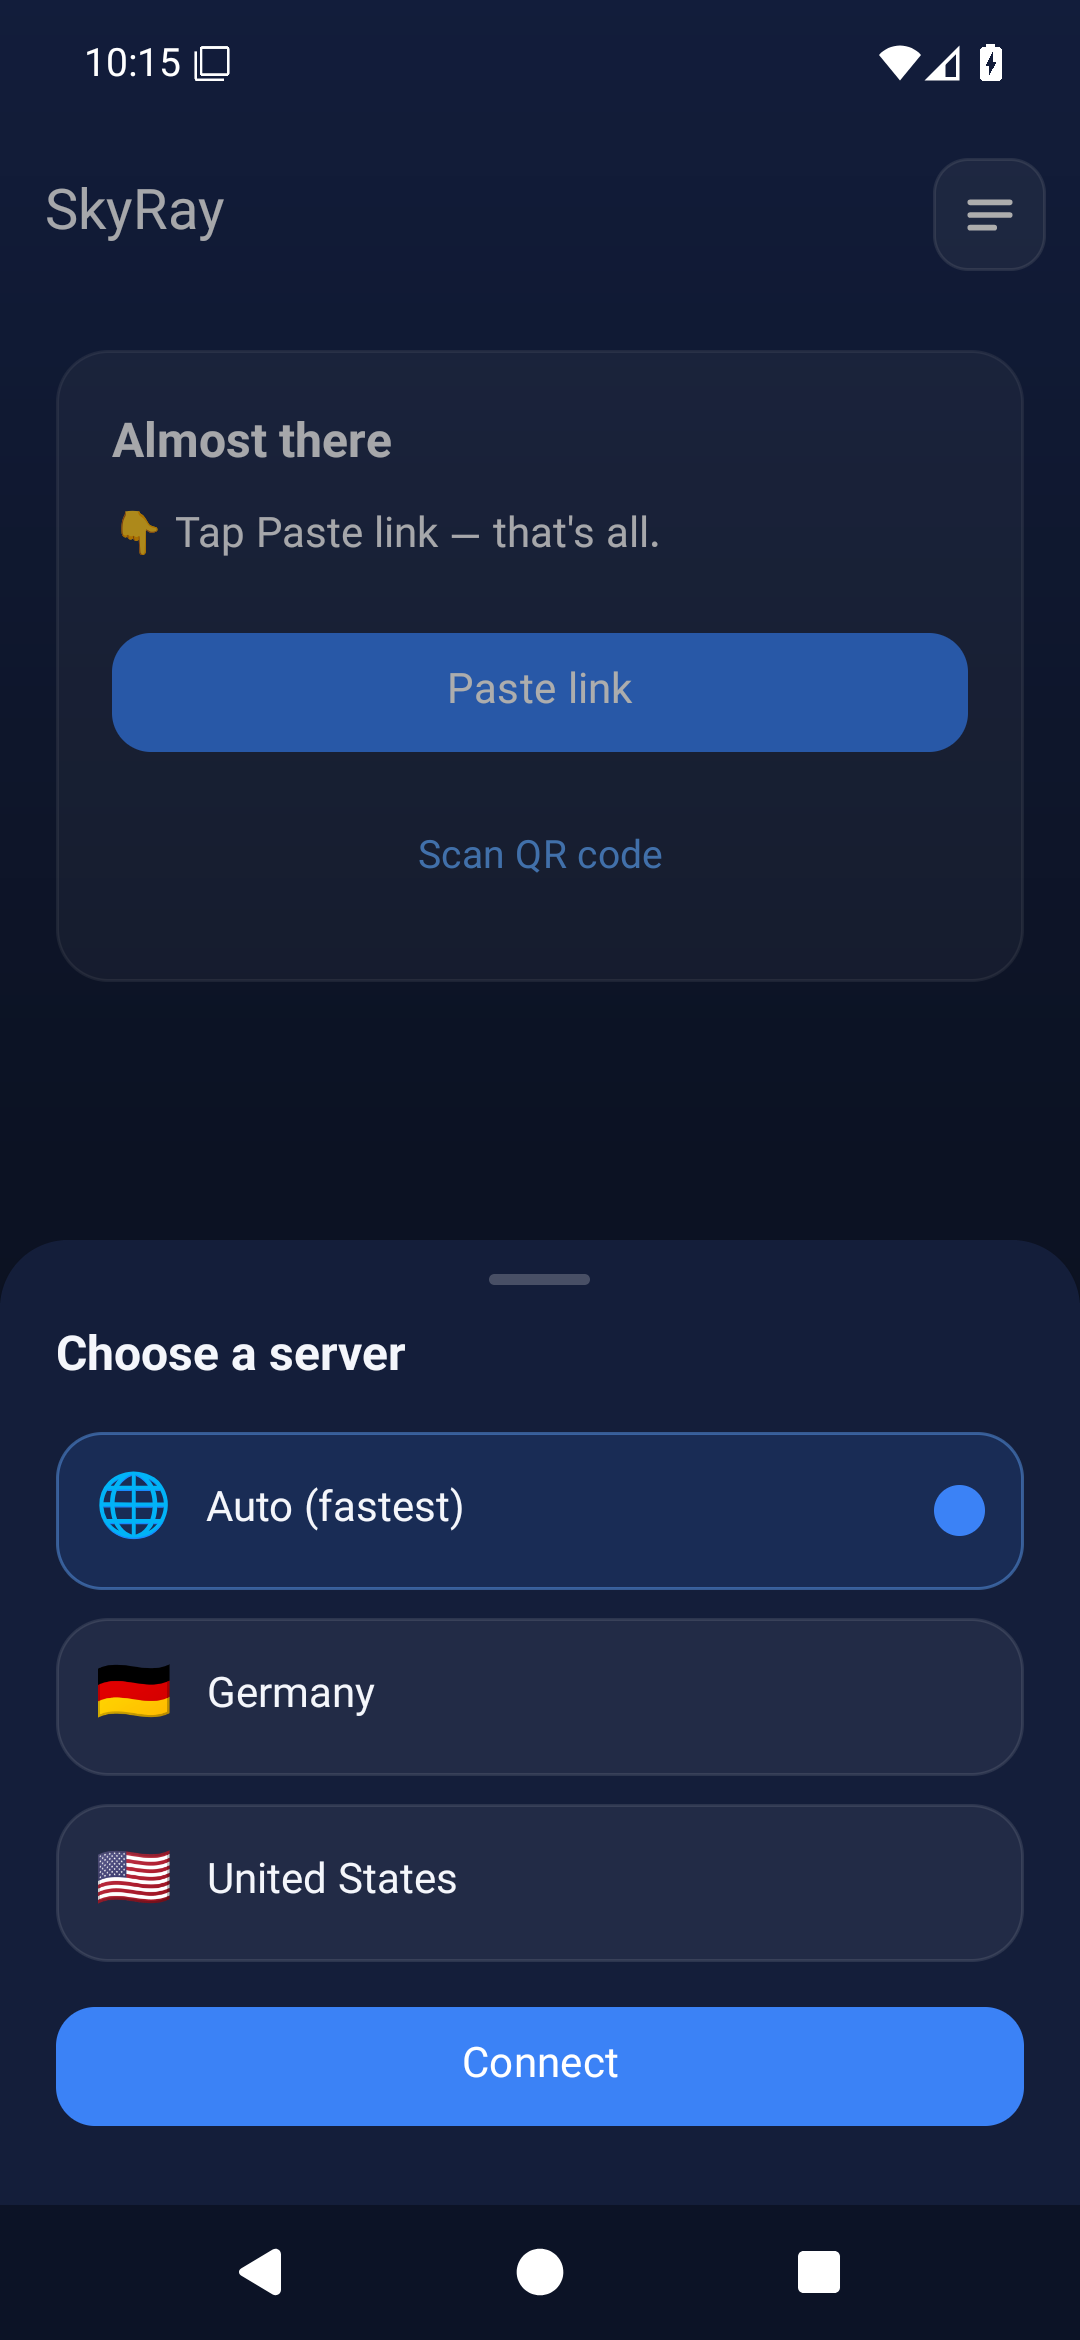 10:15
SkyRay
Almost there
👇 Tap Paste link — that's all.
Paste link
Scan QR code
Choose a server
Auto (fastest)
Germany
United States
Connect